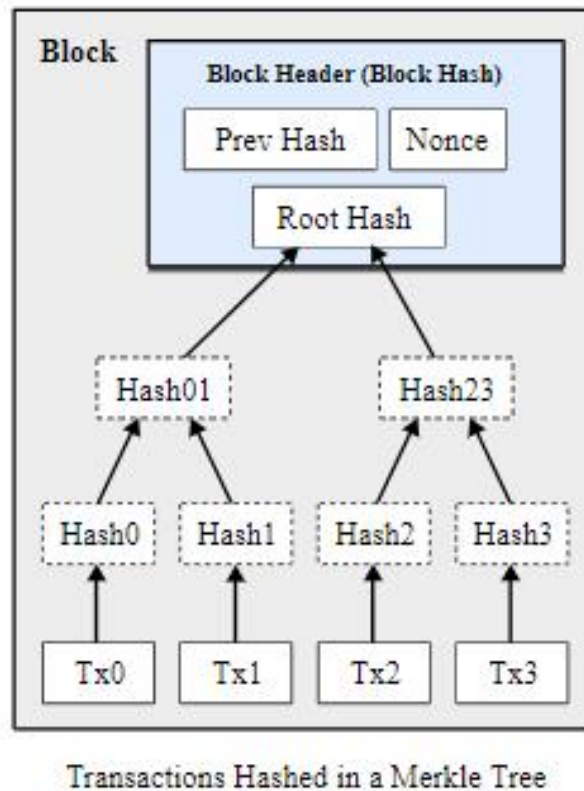 Block
Block Header (Block Hash)
Prev Hash Nonce
Root Hash
Hash01 Hash23
Hash0 Hash1 Hash2 Hash3
Tx0 Tx1 Tx2 Tx3
Transactions Hashed in a Merkle Tree